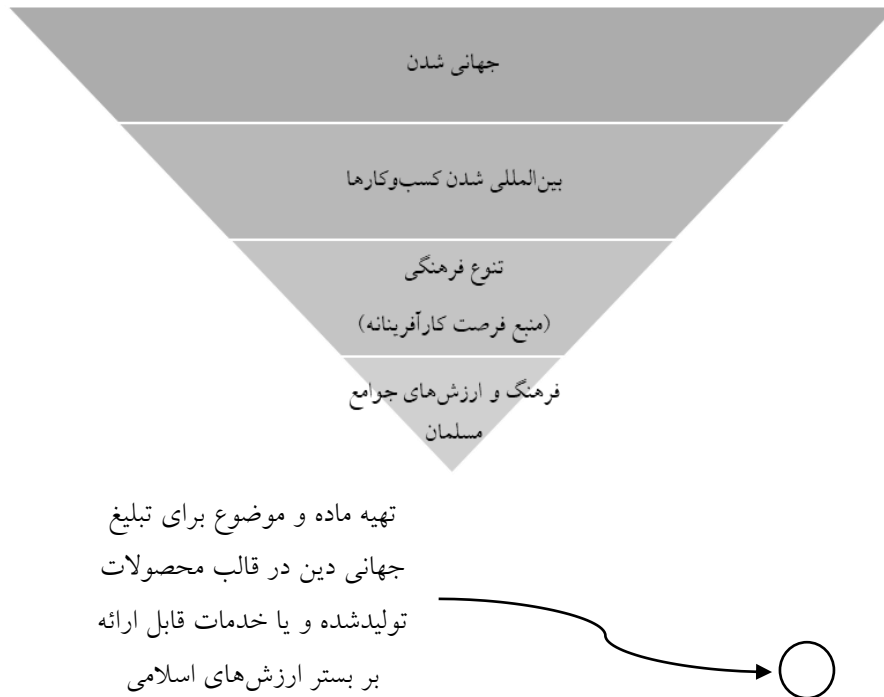 جهانی شدن
بین‌المللی شدن کسب‌وکارها
تنوع فرهنگی
(منبع فرصت کارآفرینانه)
فرهنگ و ارزش‌های جوامع
مسلمان
تهیه ماده و موضوع برای تبلیغ
جهانی دین در قالب محصولات
تولیدشده و یا خدمات قابل ارائه
بر بستر ارزش‌های اسلامی